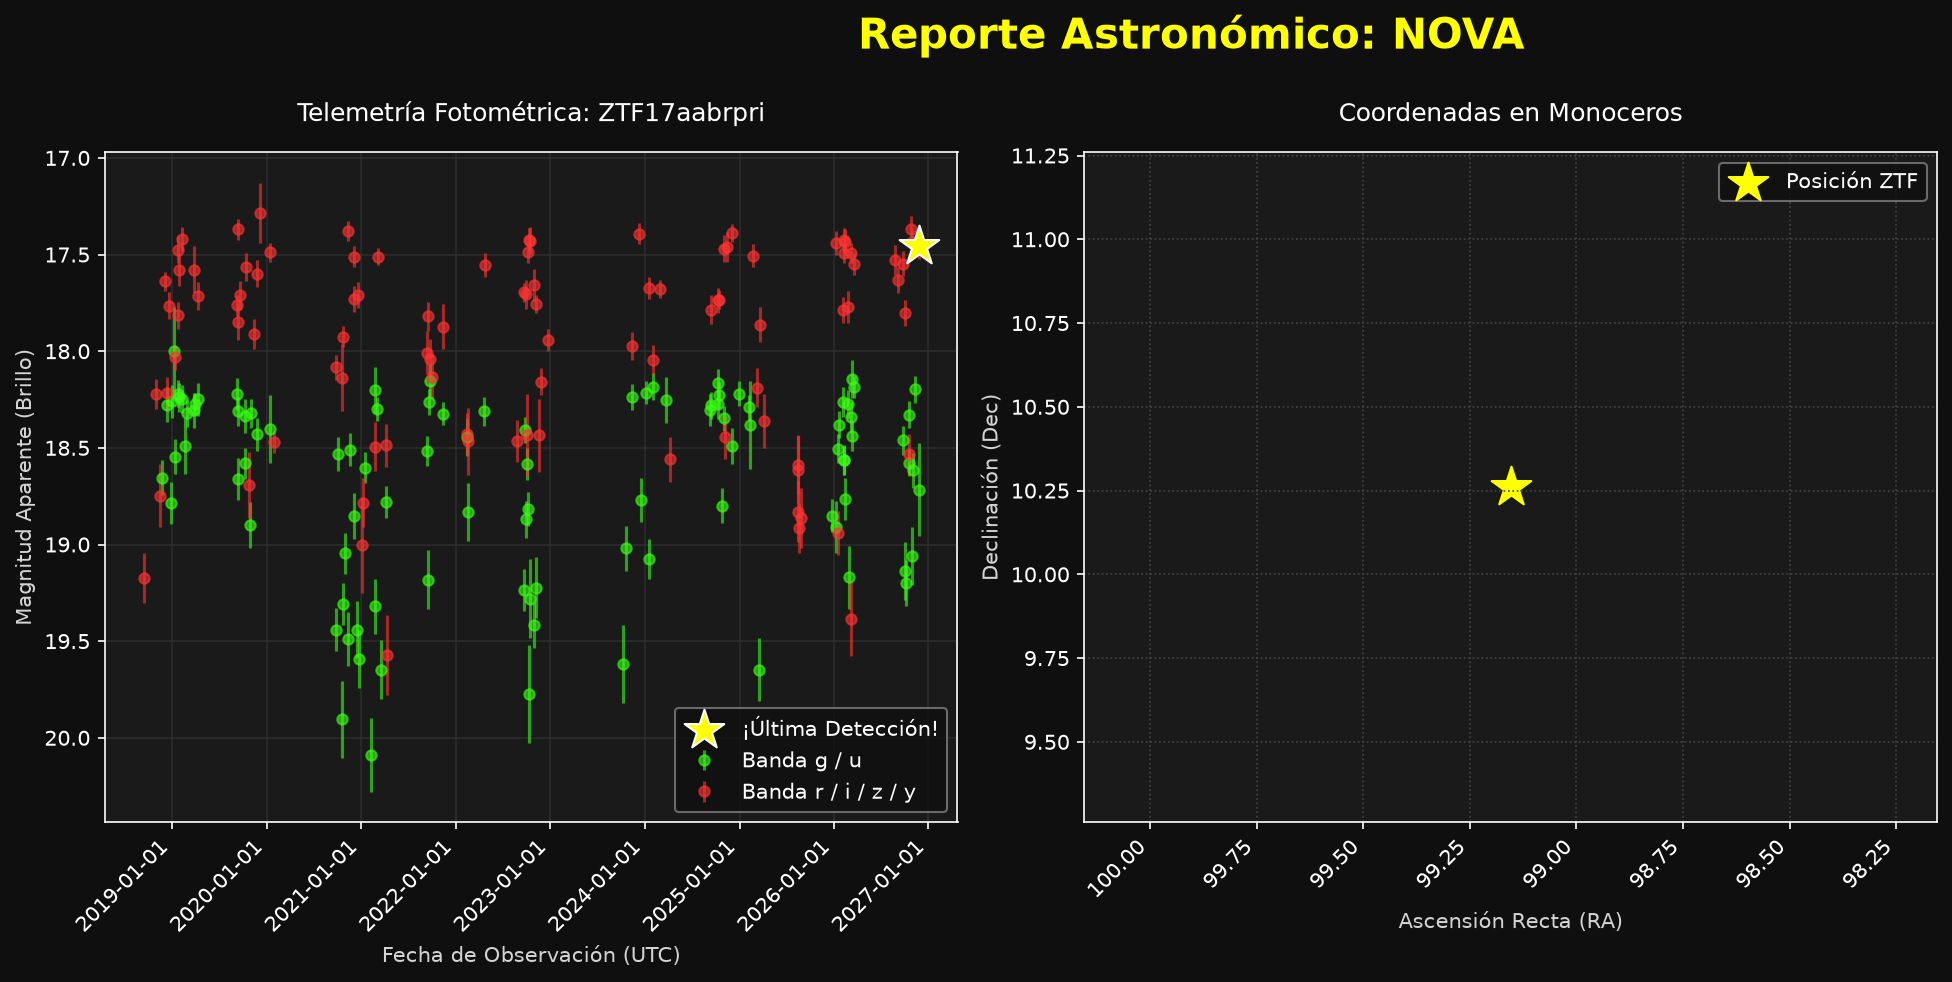 Reporte Astronómico: NOVA
Telemetría Fotométrica: ZTF17aabrpri
Magnitud Aparente (Brillo)
17.0
17.5
18.0
18.5
19.0
19.5
20.0
¡Última Detección!
Banda g / u
Banda r / i / z / y
2019-01-01
2020-01-01
2021-01-01
2022-01-01
2023-01-01
2024-01-01
2025-01-01
2026-01-01
2027-01-01
Fecha de Observación (UTC)
Coordenadas en Monoceros
Declinación (Dec)
11.25
11.00
10.75
10.50
10.25
10.00
9.75
9.50
Posición ZTF
100.00
99.75
99.50
99.25
99.00
98.75
98.50
98.25
Ascensión Recta (RA)